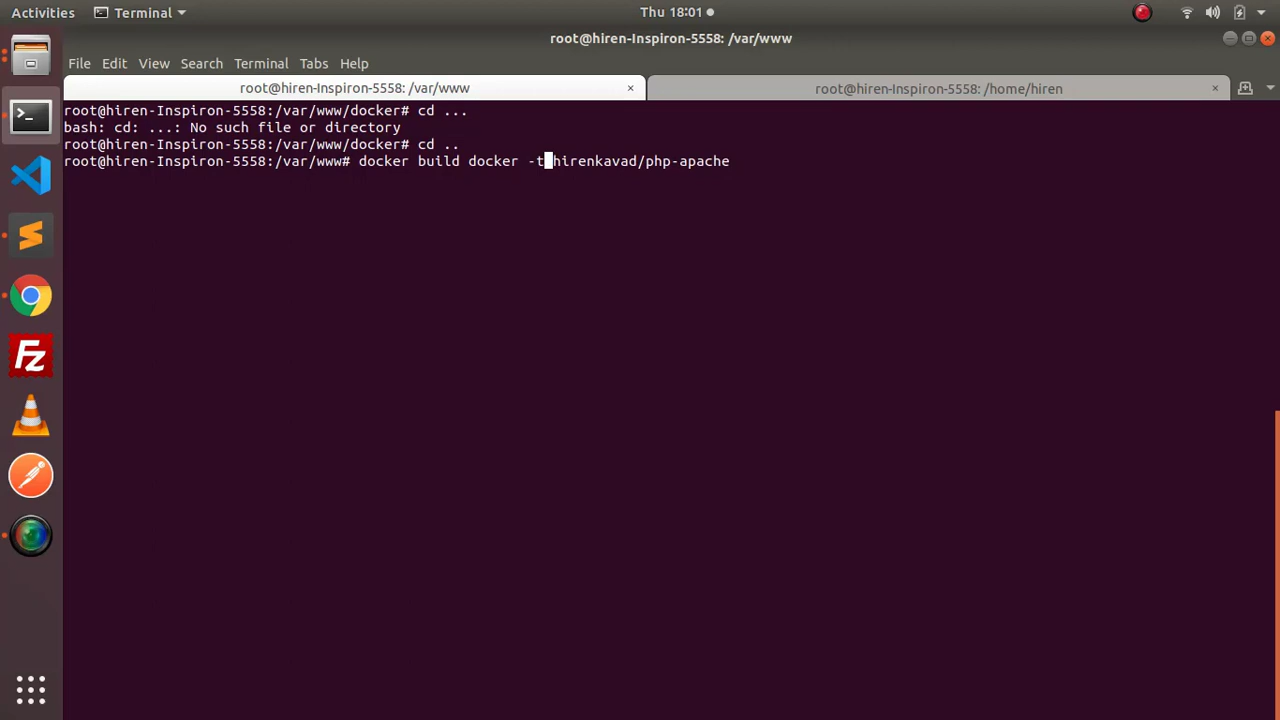 Activities Terminal Thu 18:01
root@hiren-Inspiron-5558: /var/www
File Edit View Search Terminal Tabs Help
root@hiren-Inspiron-5558: /var/www × root@hiren-Inspiron-5558: /home/hiren ×
root@hiren-Inspiron-5558:/var/www/docker# cd ...
bash: cd: ...: No such file or directory
root@hiren-Inspiron-5558:/var/www/docker# cd ..
root@hiren-Inspiron-5558:/var/www# docker build docker -t hirenkavad/php-apache
Fz